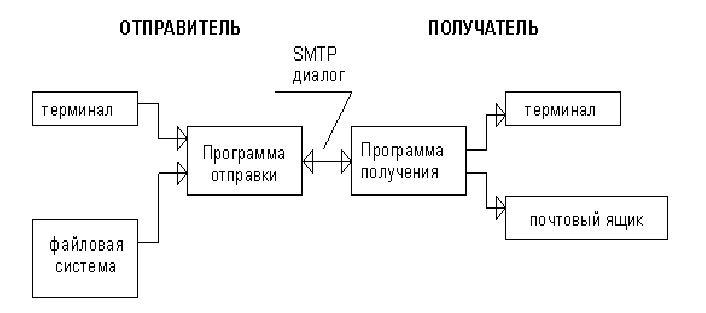 ОТПРАВИТЕЛЬ
ПОЛУЧАТЕЛЬ
SMTP
диалог
терминал
терминал
Программа
отправки
Программа
получения
почтовый ящик
файловая
система